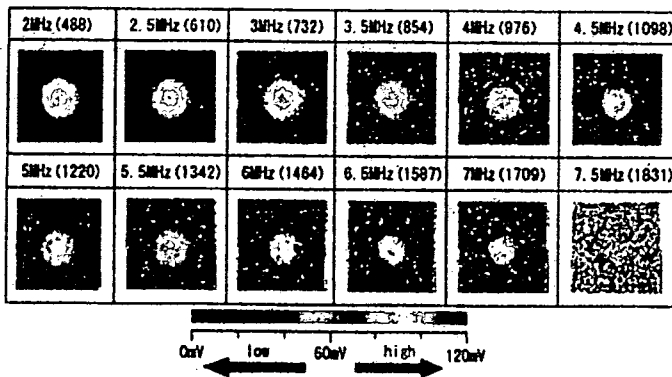 2MHz(488) 2.5MHz(610) 3MHz(732) 3.5MHz(854) 4MHz(976) 4.5MHz(1098)
5MHz(1220) 5.5MHz(1342) 6MHz(1464) 6.5MHz(1587) 7MHz(1709) 7.5MHz(1831)
0mV low 60mV high 120mV